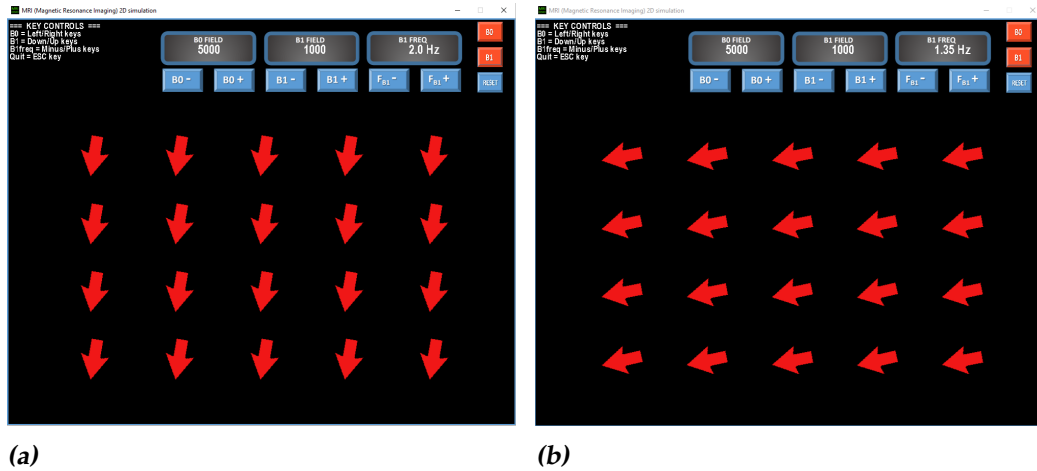 MRI (Magnetic Resonance Imaging) 2D simulation
=== KEY CONTROLS ===
B0 = Left/Right keys
B1 = Down/Up keys
B1freq = Minus/Plus keys
Quit = ESC key
B0 FIELD
5000
B1 FIELD
1000
B1 FREQ
2.0 Hz
B0 -
B0 +
B1 -
B1 +
FB1 -
FB1 +
B0
B1
RESET
MRI (Magnetic Resonance Imaging) 2D simulation
=== KEY CONTROLS ===
B0 = Left/Right keys
B1 = Down/Up keys
B1freq = Minus/Plus keys
Quit = ESC key
B0 FIELD
5000
B1 FIELD
1000
B1 FREQ
1.35 Hz
B0 -
B0 +
B1 -
B1 +
FB1 -
FB1 +
B0
B1
RESET
(a)
(b)